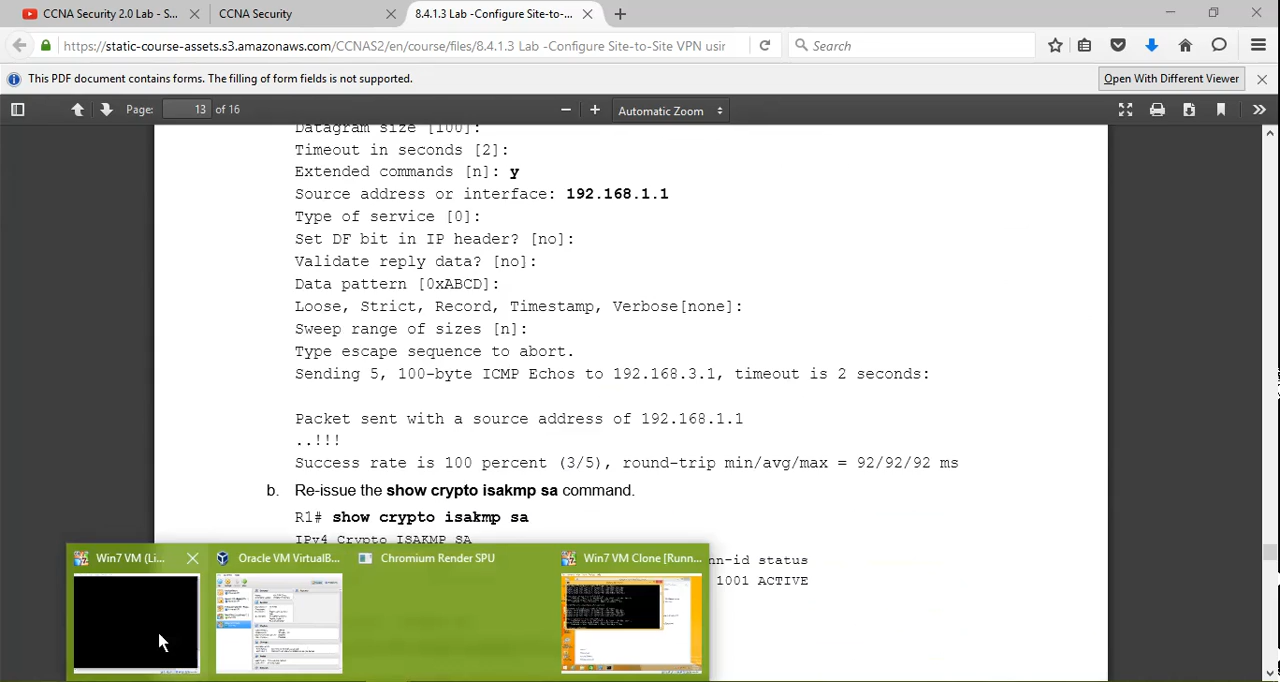 CCNA Security 2.0 Lab - S...
CCNA Security
8.4.1.3 Lab -Configure Site-to-...
https://static-course-assets.s3.amazonaws.com/CCNAS2/en/course/files/8.4.1.3 Lab -Configure Site-to-Site VPN usir
Search
This PDF document contains forms. The filling of form fields is not supported.
Open With Different Viewer
Page: 13 of 16
Automatic Zoom
Datagram size [100]:
Timeout in seconds [2]:
Extended commands [n]: y
Source address or interface: 192.168.1.1
Type of service [0]:
Set DF bit in IP header? [no]:
Validate reply data? [no]:
Data pattern [0xABCD]:
Loose, Strict, Record, Timestamp, Verbose[none]:
Sweep range of sizes [n]:
Type escape sequence to abort.
Sending 5, 100-byte ICMP Echos to 192.168.3.1, timeout is 2 seconds:
Packet sent with a source address of 192.168.1.1
..!!!
Success rate is 100 percent (3/5), round-trip min/avg/max = 92/92/92 ms
b. Re-issue the show crypto isakmp sa command.
R1# show crypto isakmp sa
IPv4 Crypto ISAKMP SA
nn-id status
1001 ACTIVE
Win7 VM (Li...
Oracle VM VirtualB...
Chromium Render SPU
Win7 VM Clone [Runn...